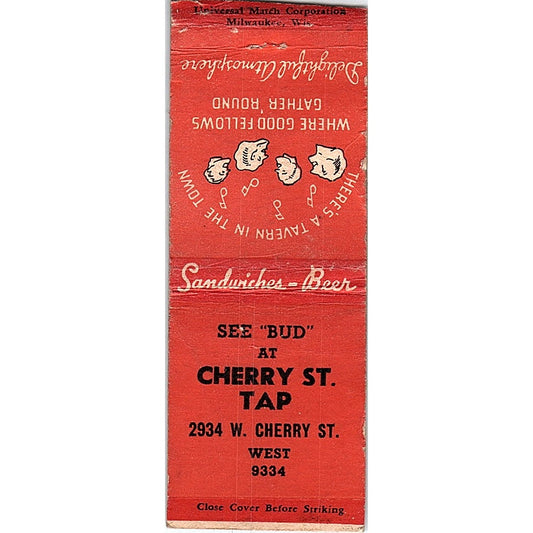 Universal Match Corporation
Milwaukee, Wis.
Delightful Atmosphere
WHERE GOOD FELLOWS
GATHER 'ROUND
THERE'S A TAVERN IN THE TOWN
Sandwiches - Beer
SEE "BUD"
AT
CHERRY ST.
TAP
2934 W. CHERRY ST.
WEST
9334
Close Cover Before Striking